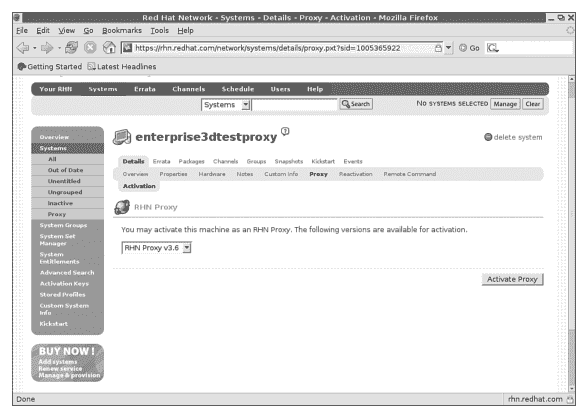 Red Hat Network - Systems - Details - Proxy - Activation - Mozilla Firefox
File Edit View Go Bookmarks Tools Help
https://rhn.redhat.com/network/systems/details/proxy.pxt?sid=1005365922 Go
Getting Started Latest Headlines
Your RHN Systems Errata Channels Schedule Users Help
Systems Search No systems selected Manage Clear
Overview
Systems
All
Out of Date
Unentitled
Ungrouped
Inactive
Proxy
System Groups
System Set Manager
System Entitlements
Advanced Search
Activation Keys
Stored Profiles
Custom System Info
Kickstart
BUY NOW!
Add systems
Renew service
Manage & provision
enterprise3dtestproxy ?
delete system
Details Errata Packages Channels Groups Snapshots Kickstart Events
Overview Properties Hardware Notes Custom Info Proxy Reactivation Remote Command
Activation
RHN Proxy
You may activate this machine as an RHN Proxy. The following versions are available for activation.
RHN Proxy v3.6
Activate Proxy
Done rhn.redhat.com